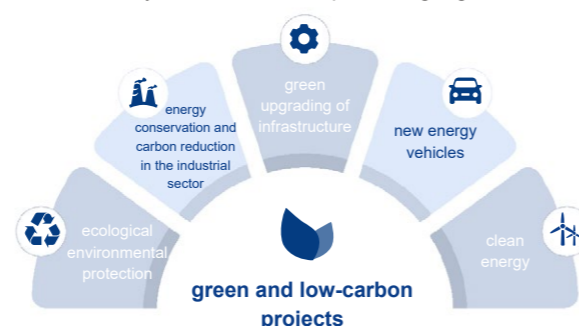 green
upgrading of
infrastructure
energy
conservation and
carbon reduction
in the industrial
sector
new energy
vehicles
ecological
environmental
protection
clean
energy
green and low-carbon
projects